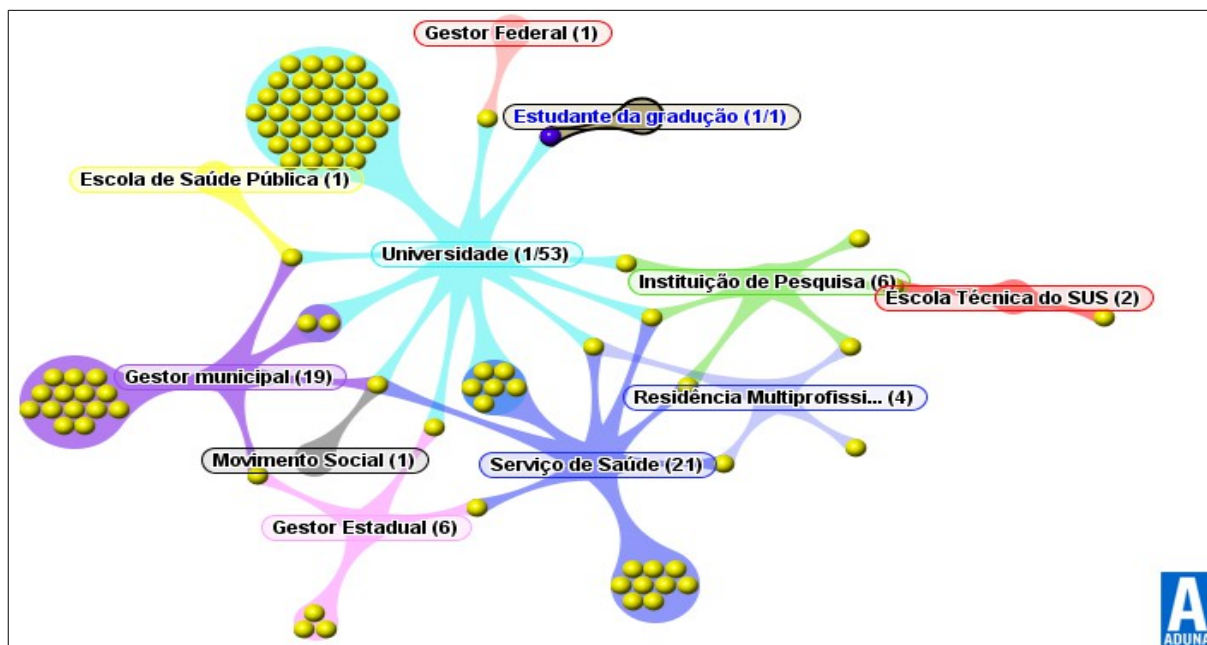 Gestor Federal (1)
Estudante da gradução (1/1)
Escola de Saúde Pública (1)
Universidade (1/53)
Instituição de Pesquisa (6)
Escola Técnica do SUS (2)
Gestor municipal (19)
Residência Multiprofissi... (4)
Movimento Social (1)
Serviço de Saúde (21)
Gestor Estadual (6)
A
ADUNA